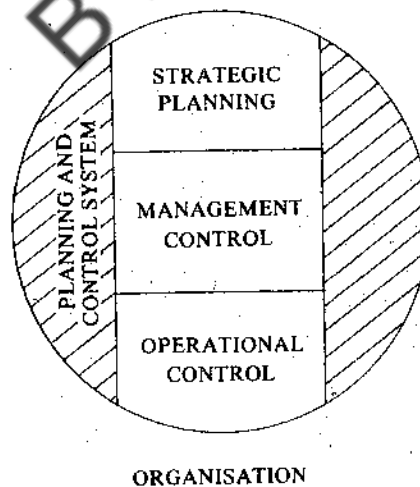 B
STRATEGIC
PLANNING
PLANNING AND
CONTROL SYSTEM
MANAGEMENT
CONTROL
OPERATIONAL
CONTROL
ORGANISATION